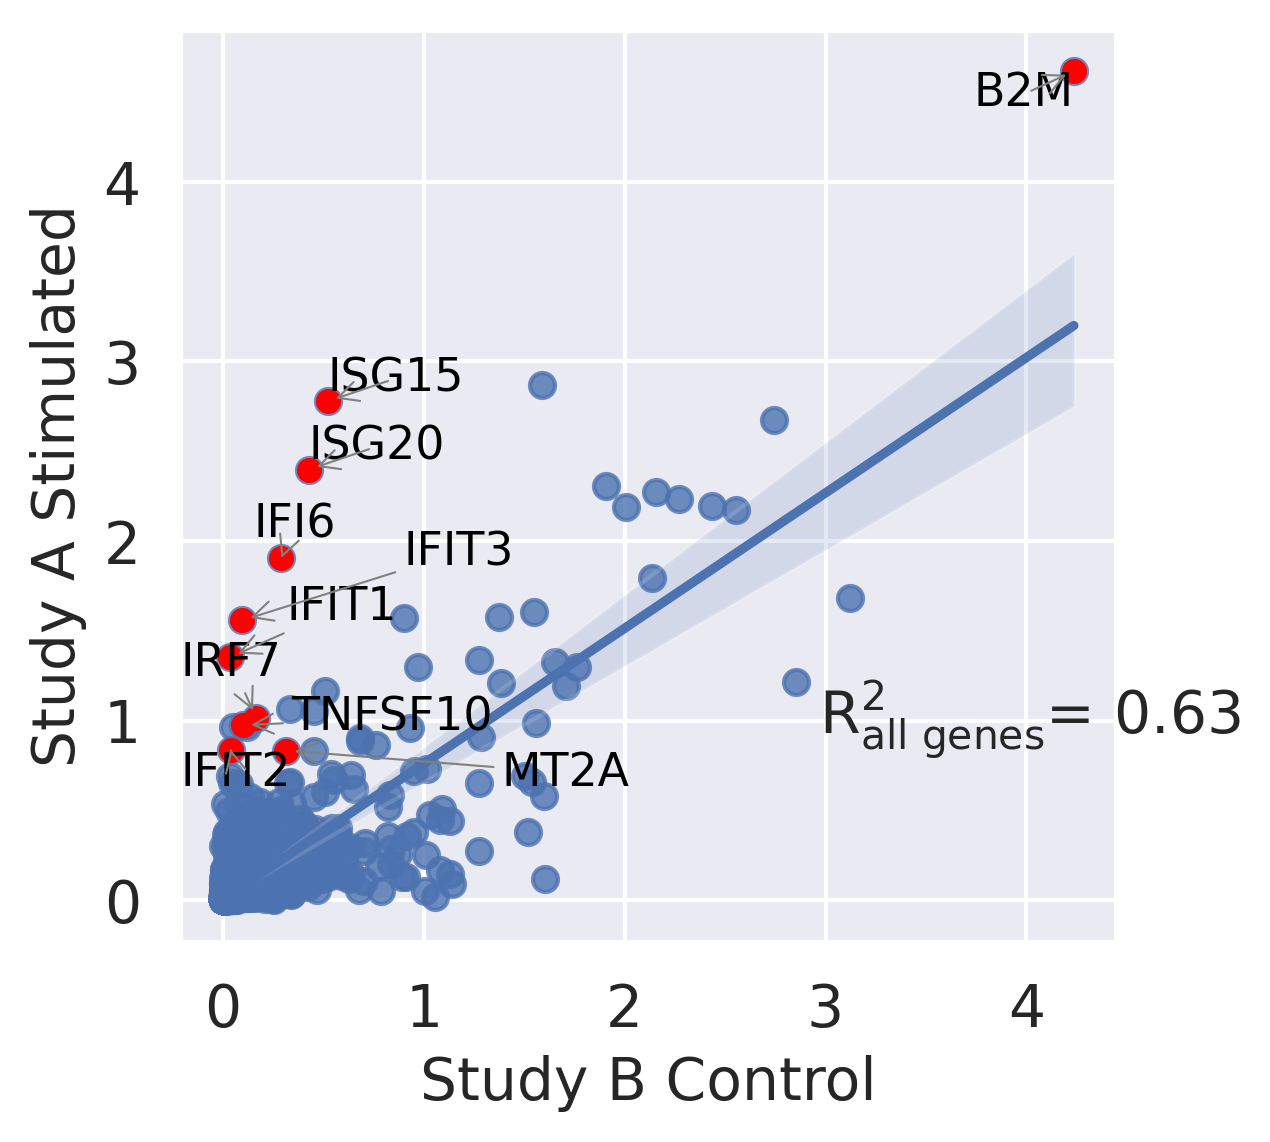 B2M
4
ISG15
3
ISG20
IFI6
IFIT3
2
IFIT1
IRF7
TNFSF10
R²all genes = 0.63
1
IFIT2
MT2A
0
0 1 2 3 4
Study B Control
Study A Stimulated